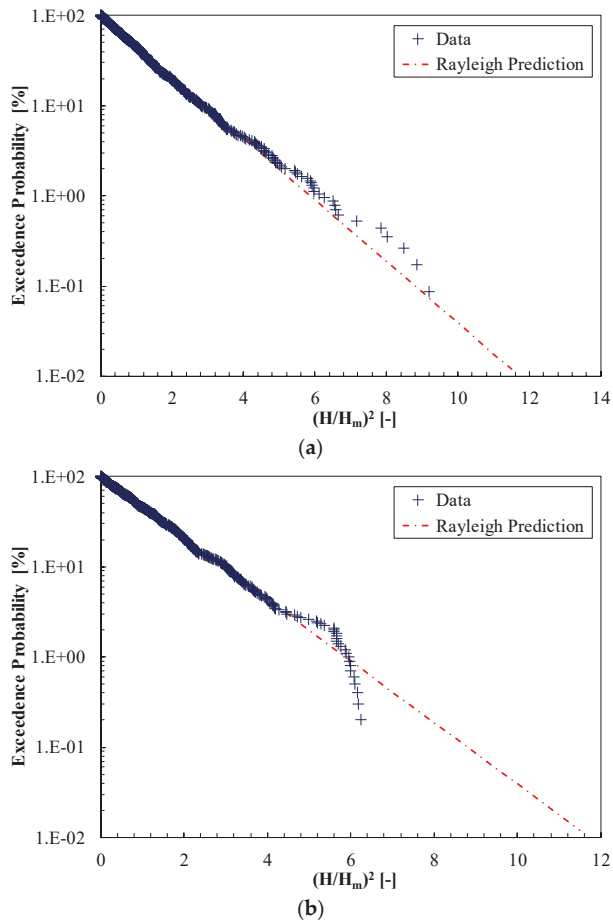 1.E+02
1.E+01
1.E+00
1.E-01
1.E-02
Exceedence Probability [%]
+ Data
Rayleigh Prediction
0 2 4 6 8 10 12 14
(H/Hm)2 [-]
(a)
1.E+02
1.E+01
1.E+00
1.E-01
1.E-02
Exceedence Probability [%]
+ Data
Rayleigh Prediction
0 2 4 6 8 10 12
(H/Hm)2 [-]
(b)